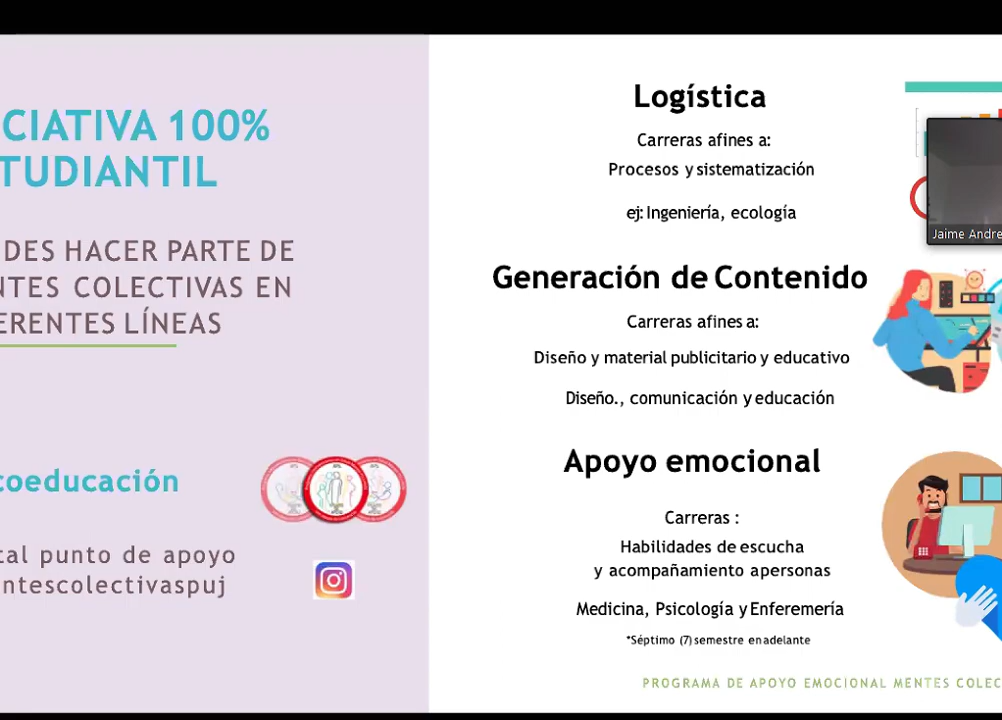 CIATIVA 100%
TUDIANTIL
DES HACER PARTE DE
NTES COLECTIVAS EN
ERENTES LÍNEAS
coeducación
tal punto de apoyo
ntescolectivaspuj
Logística
Carreras afines a:
Procesos y sistematización
ej: Ingeniería, ecología
Generación de Contenido
Carreras afines a:
Diseño y material publicitario y educativo
Diseño., comunicación y educación
Apoyo emocional
Carreras :
Habilidades de escucha
y acompañamiento apersonas
Medicina, Psicología y Enferemería
*Séptimo (7) semestre en adelante
PROGRAMA DE APOYO EMOCIONAL MENTES COLEC
Jaime Andre